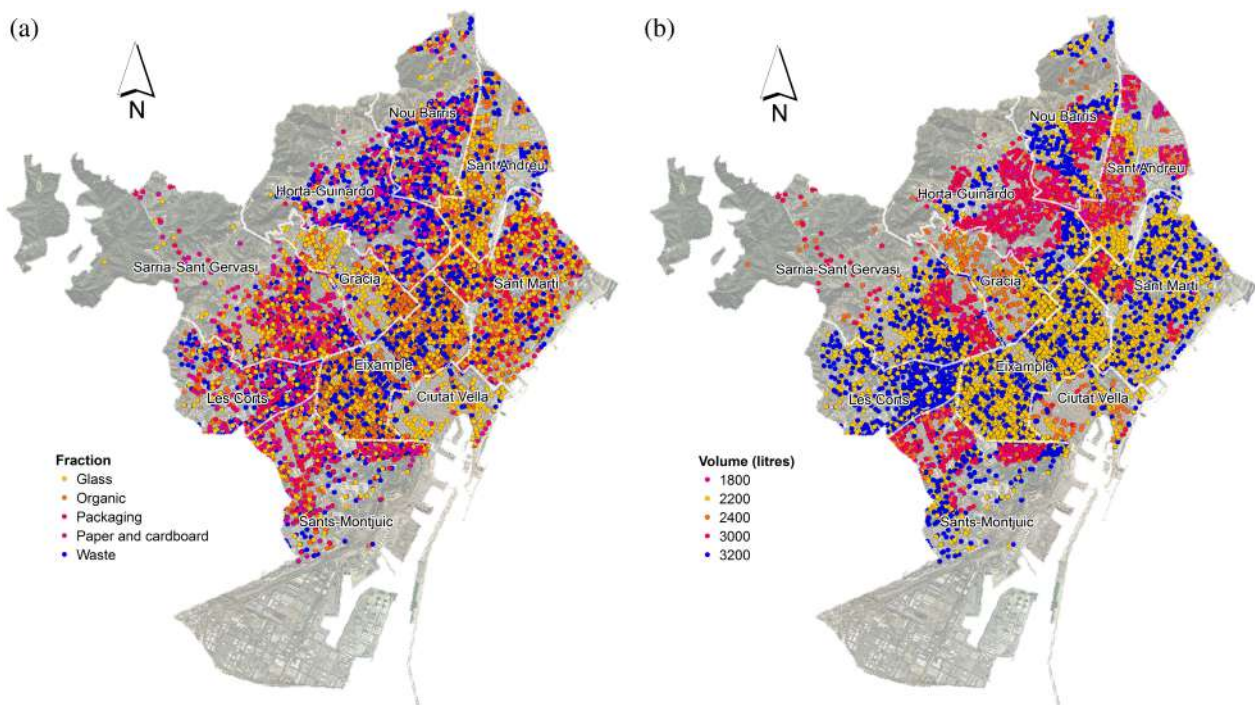 (a)
N
Nou Barris
Sant Andreu
Horta-Guinardo
Sarria-Sant Gervasi
Gracia
Sant Marti
Eixample
Les Corts
Ciutat Vella
Sants-Montjuic
Fraction
Glass
Organic
Packaging
Paper and cardboard
Waste
(b)
N
Nou Barris
Sant Andreu
Horta-Guinardo
Sarria-Sant Gervasi
Gracia
Sant Marti
Eixample
Les Corts
Ciutat Vella
Sants-Montjuic
Volume (litres)
1800
2200
2400
3000
3200